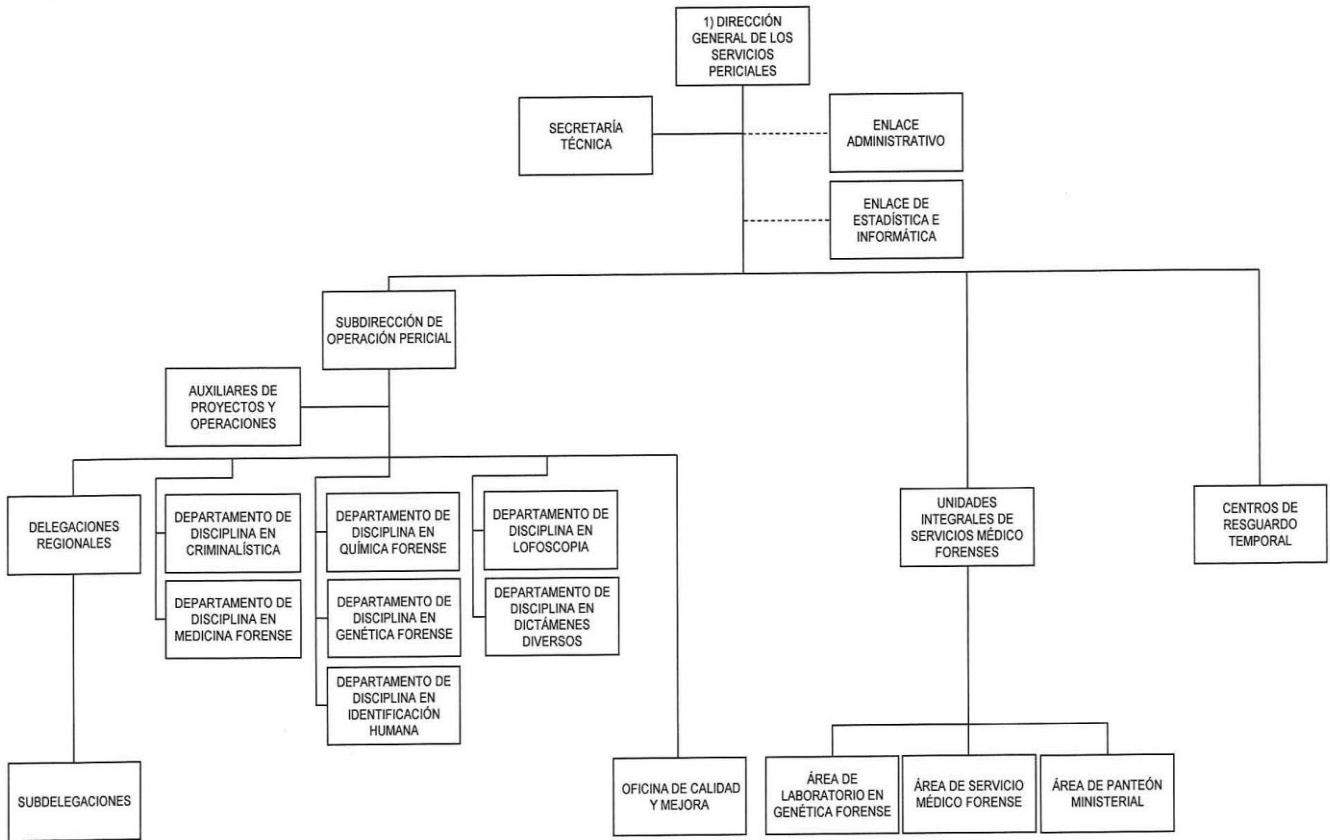 1) DIRECCIÓN
GENERAL DE LOS
SERVICIOS
PERICIALES
SECRETARÍA
TÉCNICA
ENLACE
ADMINISTRATIVO
ENLACE DE
ESTADÍSTICA E
INFORMÁTICA
SUBDIRECCIÓN DE
OPERACIÓN PERICIAL
AUXILIARES DE
PROYECTOS Y
OPERACIONES
DELEGACIONES
REGIONALES
DEPARTAMENTO DE
DISCIPLINA EN
CRIMINALÍSTICA
DEPARTAMENTO DE
DISCIPLINA EN
QUÍMICA FORENSE
DEPARTAMENTO DE
DISCIPLINA EN
LOFOSCOPIA
UNIDADES
INTEGRALES DE
SERVICIOS MÉDICO
FORENSES
CENTROS DE
RESGUARDO
TEMPORAL
DEPARTAMENTO DE
DISCIPLINA EN
MEDICINA FORENSE
DEPARTAMENTO DE
DISCIPLINA EN
GENÉTICA FORENSE
DEPARTAMENTO DE
DISCIPLINA EN
DICTÁMENES
DIVERSOS
DEPARTAMENTO DE
DISCIPLINA EN
IDENTIFICACIÓN
HUMANA
SUBDELEGACIONES
OFICINA DE CALIDAD
Y MEJORA
ÁREA DE
LABORATORIO EN
GENÉTICA FORENSE
ÁREA DE SERVICIO
MÉDICO FORENSE
ÁREA DE PANTEÓN
MINISTERIAL